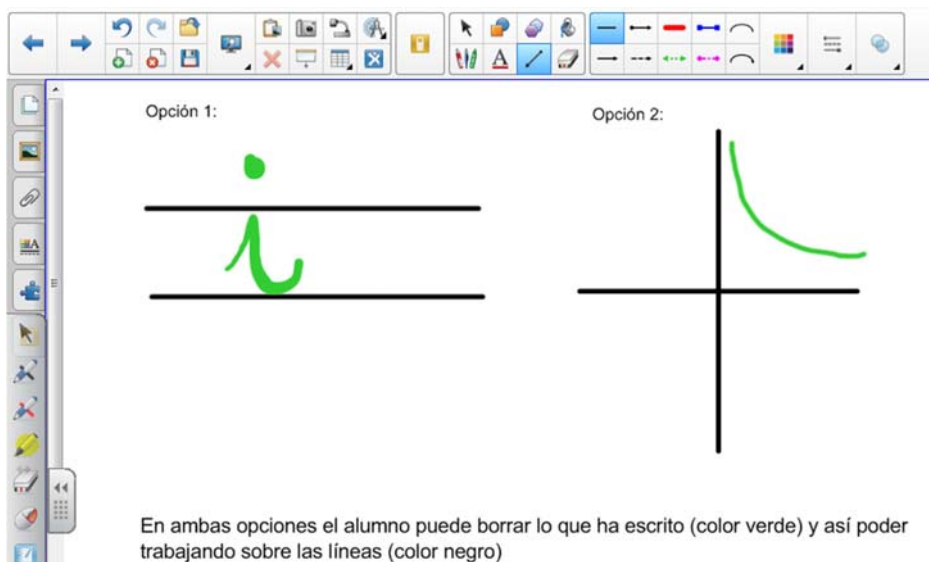 Opción 1:
Opción 2:
i
En ambas opciones el alumno puede borrar lo que ha escrito (color verde) y así poder
trabajando sobre las líneas (color negro)